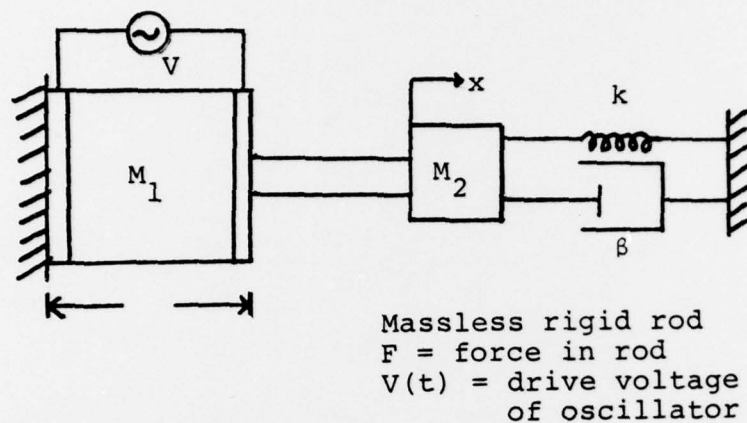 V
x
k
M1
M2
β
Massless rigid rod
F = force in rod
V(t) = drive voltage
of oscillator